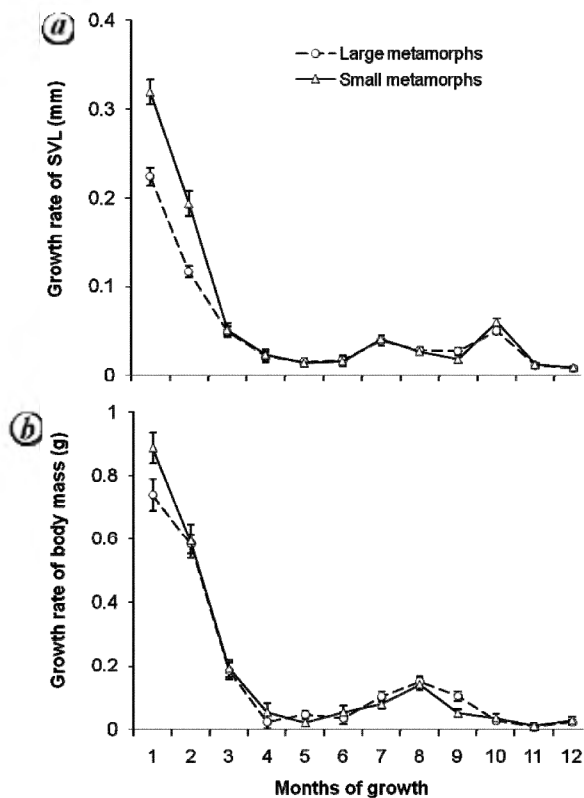 a
0.4
0.3
0.2
0.1
0
Growth rate of SVL (mm)
Large metamorphs
Small metamorphs
b
1
0.8
0.6
0.4
0.2
0
Growth rate of body mass (g)
1 2 3 4 5 6 7 8 9 10 11 12
Months of growth